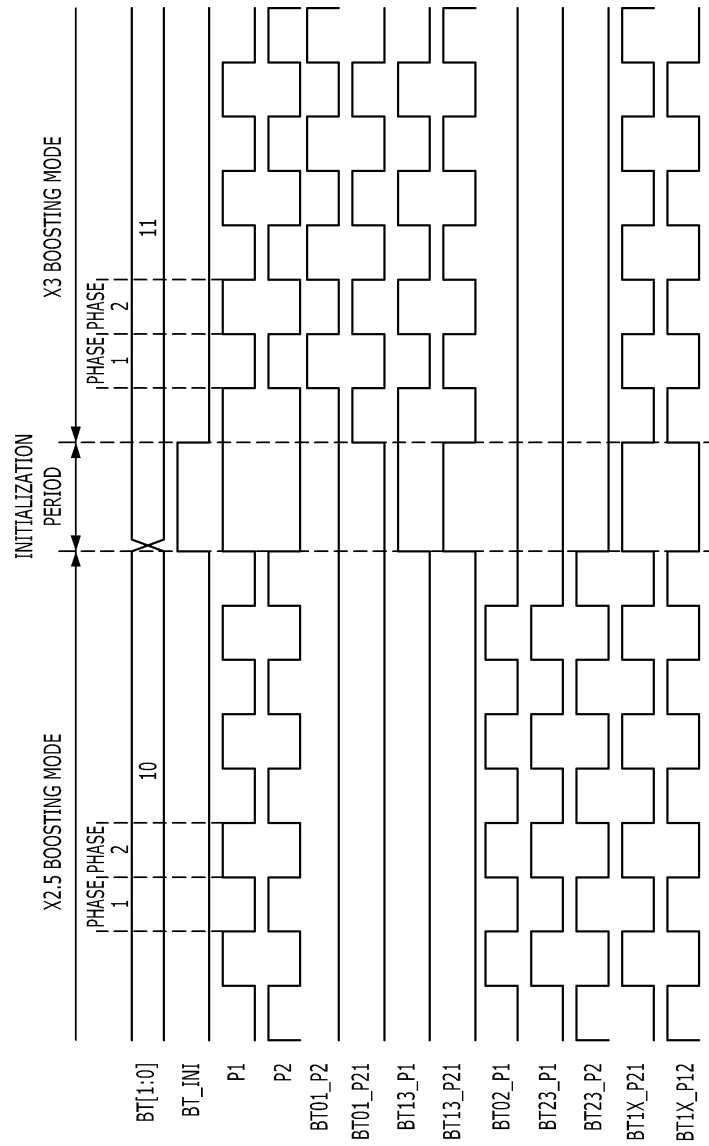 X2.5 BOOSTING MODE
INITIALIZATION
PERIOD
X3 BOOSTING MODE
PHASE PHASE
1 2
PHASE PHASE
1 2
BT[1:0]
10
11
BT_INI
P1
P2
BT01_P2
BT01_P21
BT13_P1
BT13_P21
BT02_P1
BT23_P1
BT23_P2
BT1X_P21
BT1X_P12